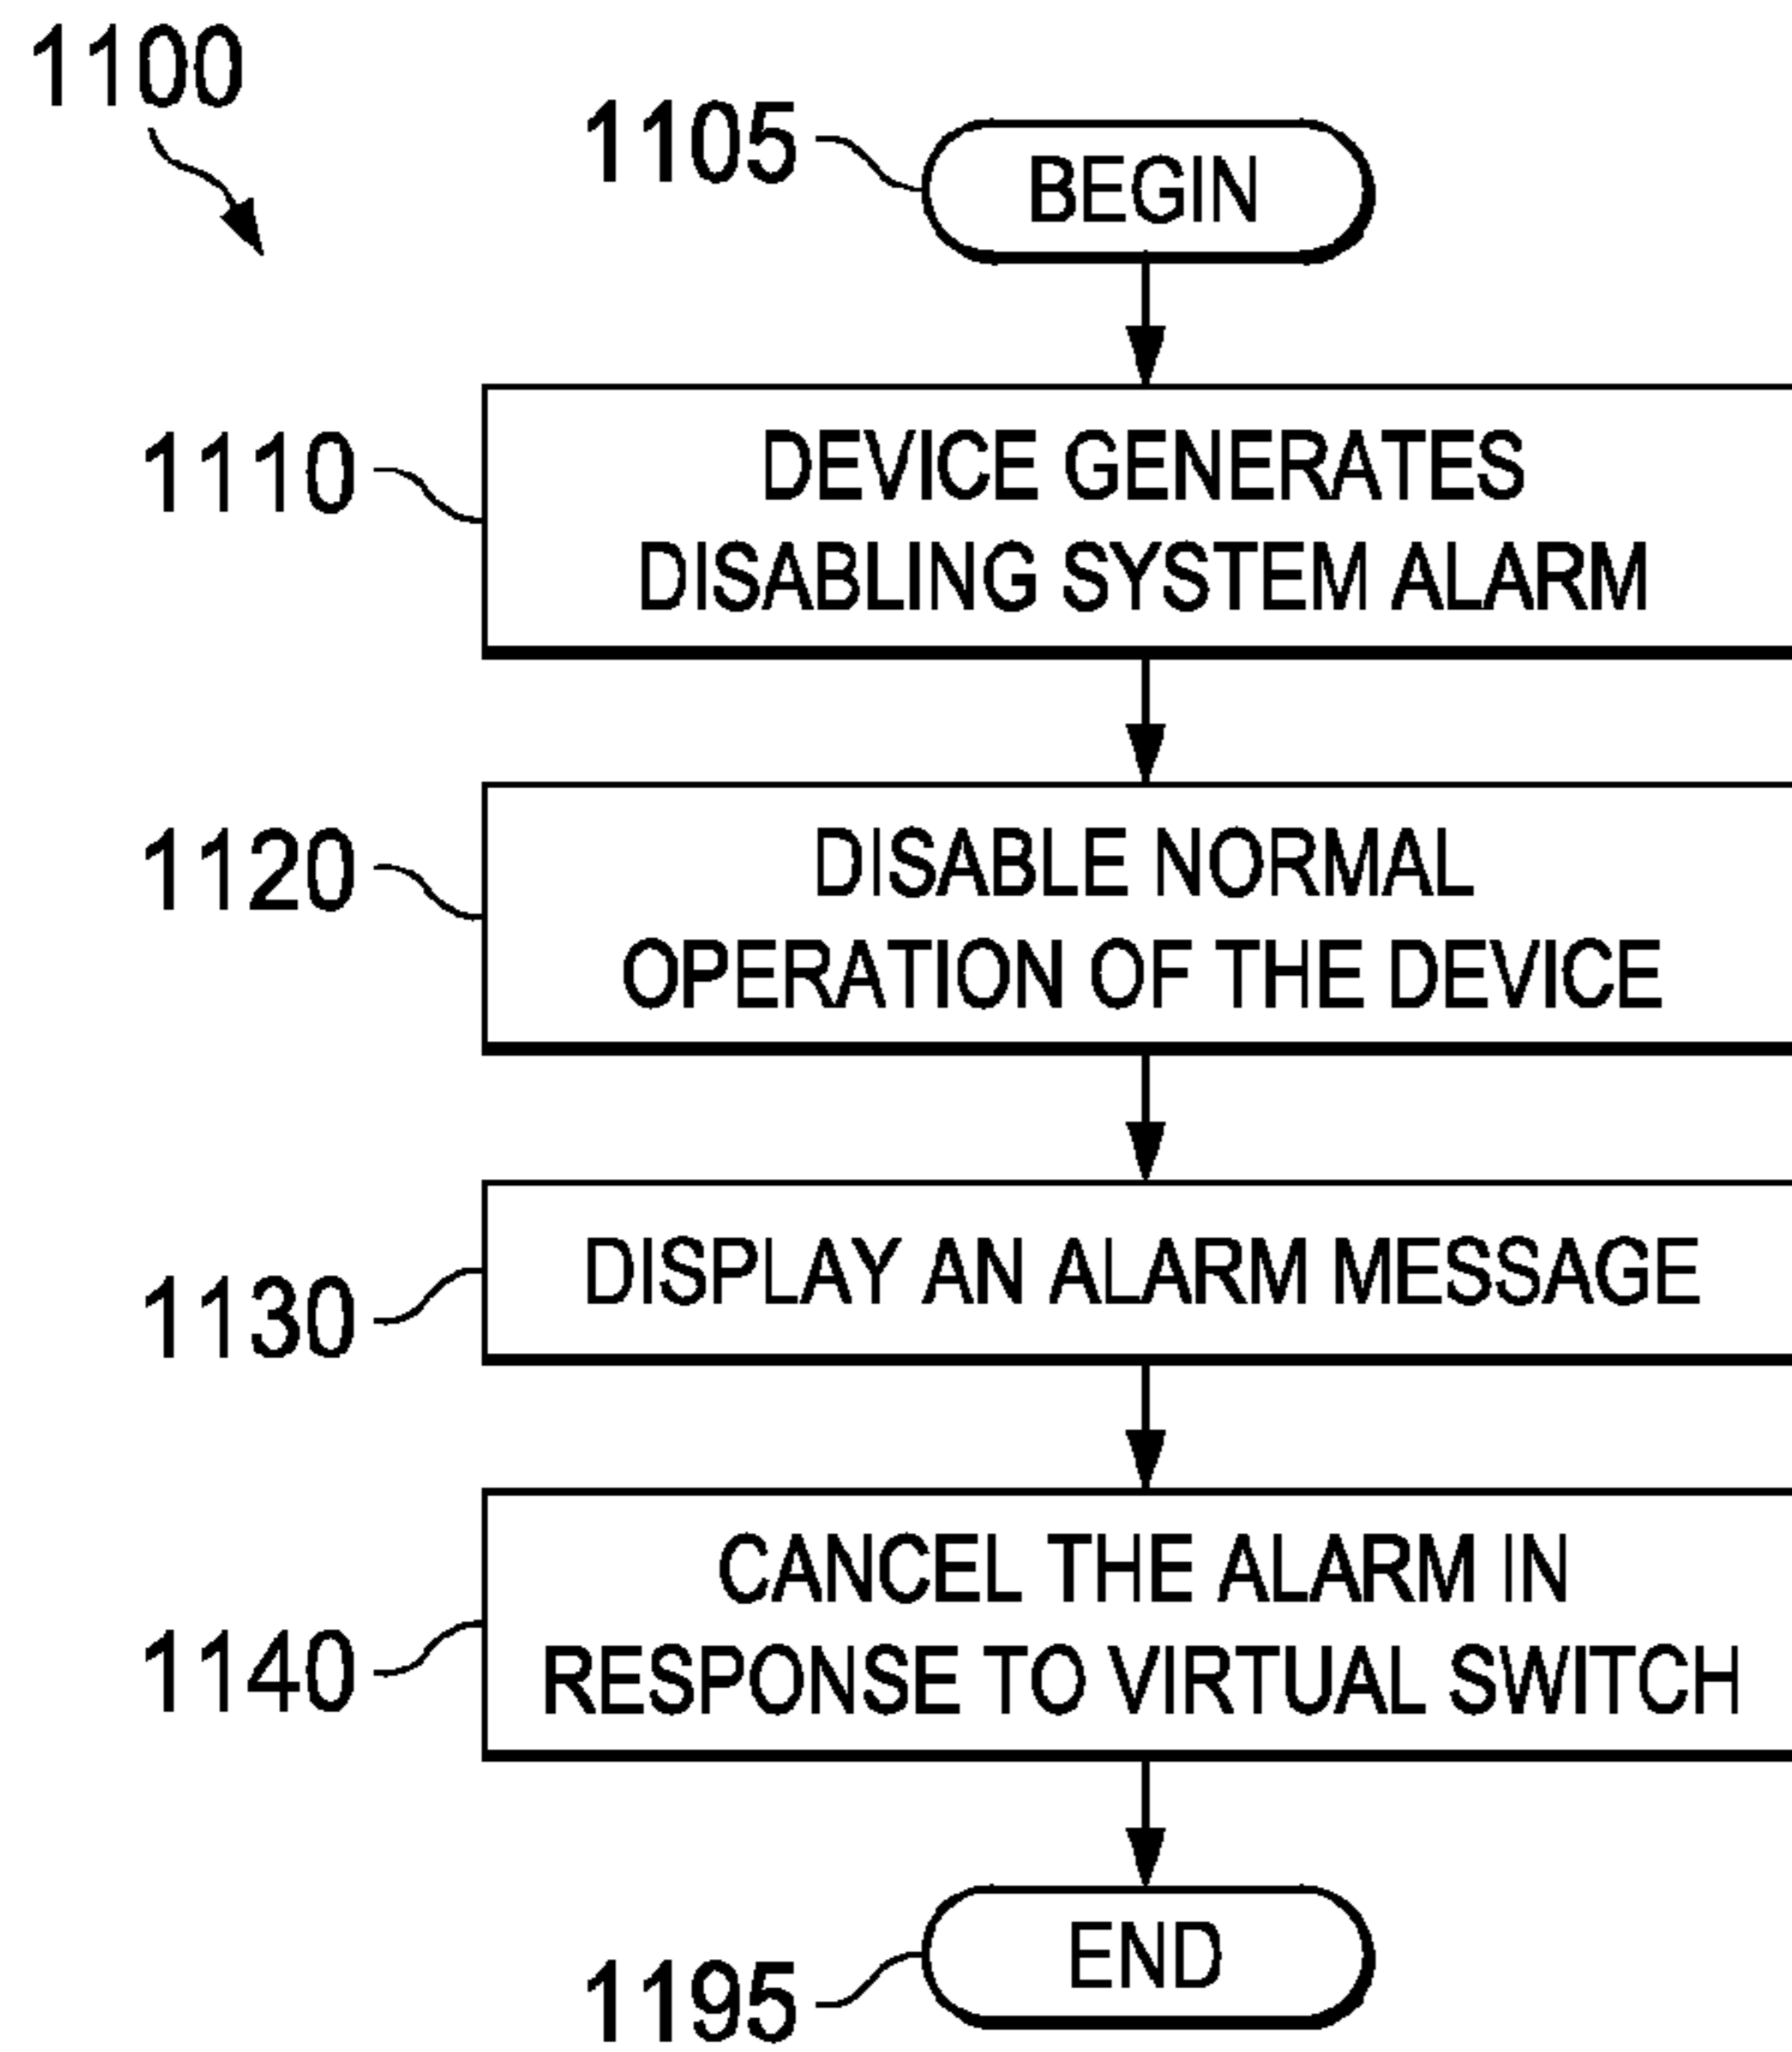 1100
1105
BEGIN
1110
DEVICE GENERATES
DISABLING SYSTEM ALARM
1120
DISABLE NORMAL
OPERATION OF THE DEVICE
1130
DISPLAY AN ALARM MESSAGE
1140
CANCEL THE ALARM IN
RESPONSE TO VIRTUAL SWITCH
1195
END